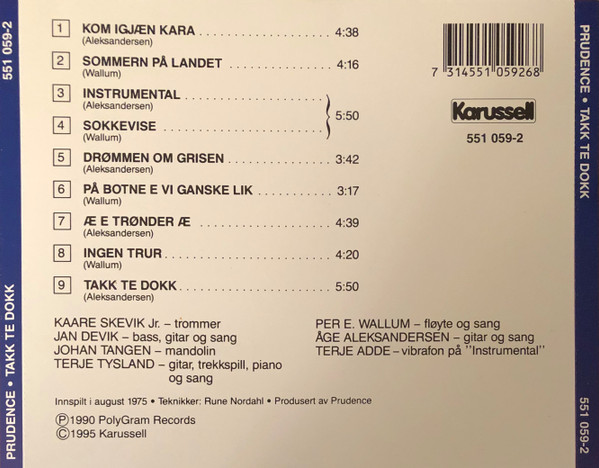 551 059-2
PRUDENCE • TAKK TE DOKK
1 KOM IGJÆN KARA . . . . . . . . . . . . . . . . . 4:38
(Aleksandersen)
2 SOMMERN PÅ LANDET . . . . . . . . . . . . . 4:16
(Wallum)
3 INSTRUMENTAL
(Aleksandersen)
5:50
4 SOKKEVISE
(Wallum)
5 DRØMMEN OM GRISEN . . . . . . . . . . . . . 3:42
(Aleksandersen)
6 PÅ BOTNE E VI GANSKE LIK . . . . . . . . . 3:17
(Wallum)
7 Æ E TRØNDER Æ . . . . . . . . . . . . . . . . . 4:39
(Aleksandersen)
8 INGEN TRUR . . . . . . . . . . . . . . . . . . . . 4:20
(Wallum)
9 TAKK TE DOKK . . . . . . . . . . . . . . . . . . . 5:50
(Aleksandersen)
7 314551 059268
Karussell
551 059-2
KAARE SKEVIK Jr. – trommer
JAN DEVIK – bass, gitar og sang
JOHAN TANGEN – mandolin
TERJE TYSLAND – gitar, trekkspill, piano
og sang
PER E. WALLUM – fløyte og sang
ÅGE ALEKSANDERSEN – gitar og sang
TERJE ADDE – vibrafon på "Instrumental"
Innspilt i august 1975 • Teknikker: Rune Nordahl • Produsert av Prudence
Ⓟ1990 PolyGram Records
©1995 Karussell
PRUDENCE • TAKK TE DOKK
551 059-2